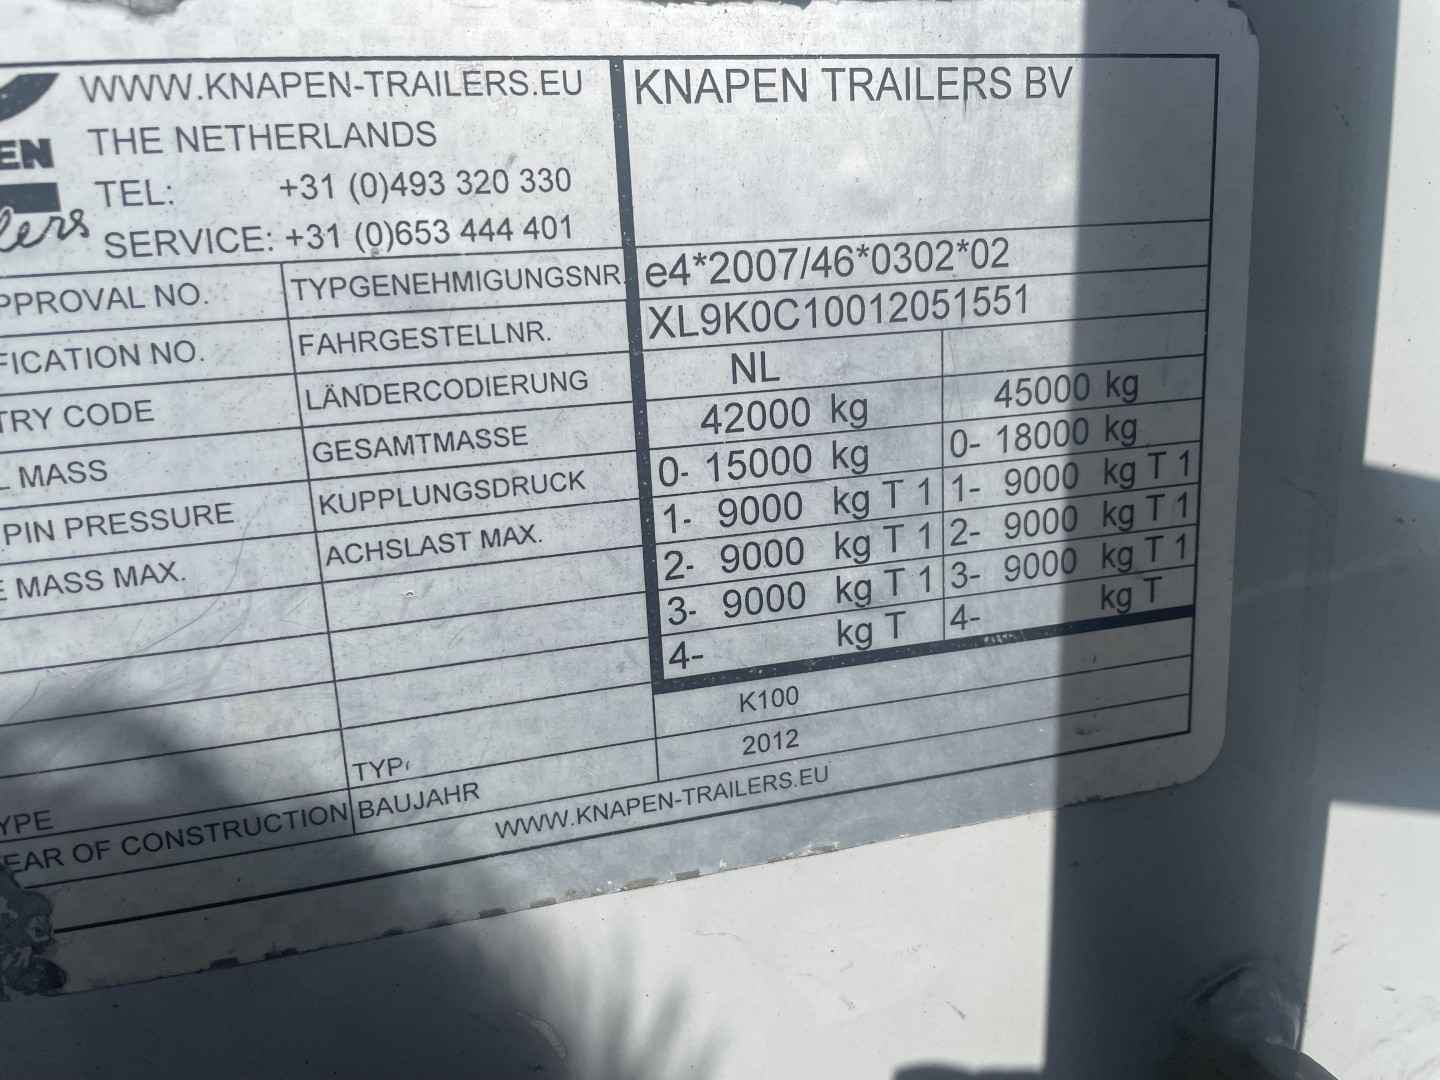 WWW.KNAPEN-TRAILERS.EU
THE NETHERLANDS
TEL: +31 (0)493 320 330
SERVICE: +31 (0)653 444 401
EN
lers
KNAPEN TRAILERS BV
PPROVAL NO. TYPGENEHMIGUNGSNR. e4*2007/46*0302*02
FICATION NO. FAHRGESTELLNR. XL9K0C10012051551
TRY CODE LÄNDERCODIERUNG NL
L MASS GESAMTMASSE 42000 kg 45000 kg
PIN PRESSURE KUPPLUNGSDRUCK 0- 15000 kg 0- 18000 kg
E MASS MAX. ACHSLAST MAX. 1- 9000 kg T 1 1- 9000 kg T 1
2- 9000 kg T 1 2- 9000 kg T 1
3- 9000 kg T 1 3- 9000 kg T 1
4- kg T 4- kg T
YPE TYP. K100
EAR OF CONSTRUCTION BAUJAHR 2012
WWW.KNAPEN-TRAILERS.EU